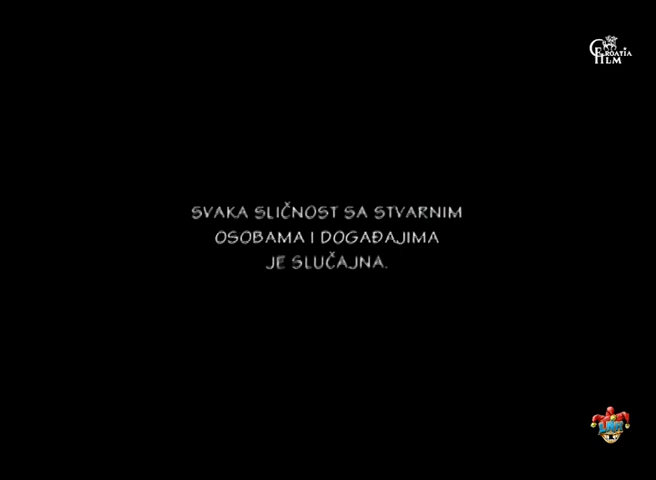 CROATIA
FILM
SVAKA SLIČNOST SA STVARNIM
OSOBAMA I DOGAĐAJIMA
JE SLUČAJNA.